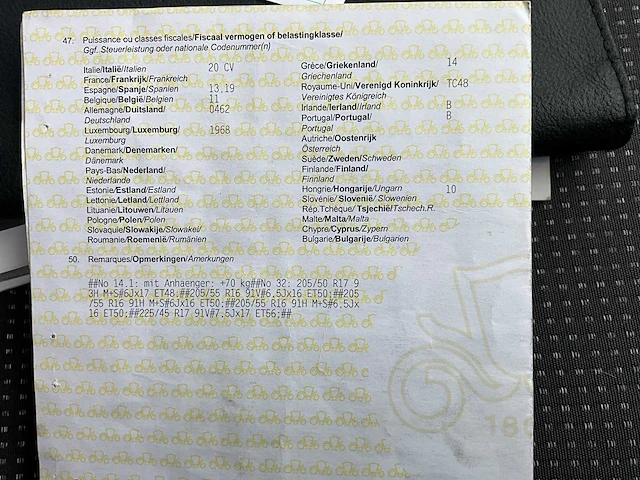 47. Puissance ou classes fiscales/Fiscaal vermogen of belastingklasse/
Ggf. Steuerleistung oder nationale Codenummer(n)
Italie/Italië/Italien 20 CV
France/Frankrijk/Frankreich
Espagne/Spanje/Spanien 13.19
Belgique/België/Belgien 11
Allemagne/Duitsland/ 0462
Deutschland
Luxembourg/Luxemburg/ 1968
Luxemburg
Danemark/Denemarken/
Dänemark
Pays-Bas/Nederland/
Niederlande
Estonie/Estland/Estland
Lettonie/Letland/Lettland
Lituanie/Litouwen/Litauen
Pologne/Polen/Polen
Slovaquie/Slowakije/Slowakei
Roumanie/Roemenië/Rumänien
Grèce/Griekenland/ 14
Griechenland
Royaume-Uni/Verenigd Koninkrijk/ TC48
Vereinigtes Königreich
Irlande/Ierland/Irland B
Portugal/Portugal/ B
Portugal
Autriche/Oostenrijk
Österreich
Suède/Zweden/Schweden
Finlande/Finland/
Finnland
Hongrie/Hongarije/Ungarn 10
Slovénie/ Slovenië/ Slowenien
Rép.Tchèque/ Tsjechië/Tschech.R.
Malte/Malta/Malta
Chypre/Cyprus/Zypern
Bulgarie/Bulgarije/Bulgarien
50. Remarques/Opmerkingen/Amerkungen
##No 14.1: mit Anhaenger: +70 kg##No 32: 205/50 R17 9
3H M+S#6Jx17 ET48;##205/55 R16 91V#6,5Jx16 ET50;##205
/55 R16 91H M+S#6Jx16 ET50;##205/55 R16 91H M+S#6,5Jx
16 ET50;##225/45 R17 91V#7,5Jx17 ET56;##